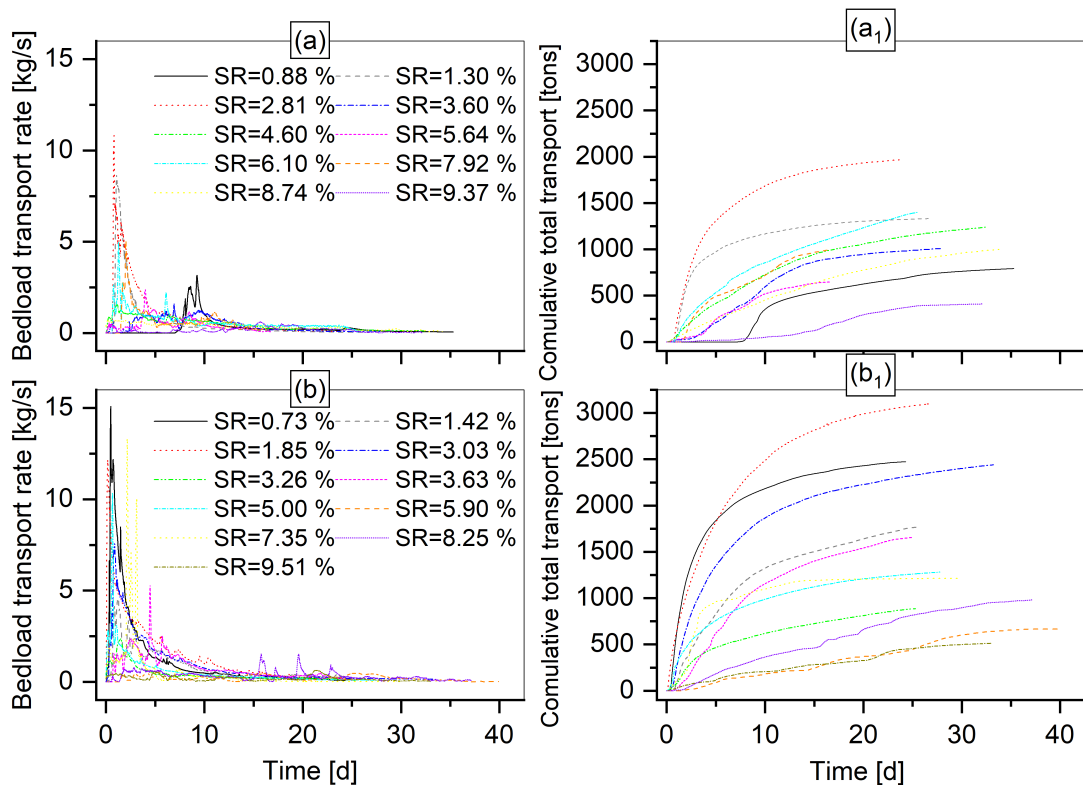 (a)
15
10
5
0
Bedload transport rate [kg/s]
SR=0.88 % SR=1.30 %
SR=2.81 % SR=3.60 %
SR=4.60 % SR=5.64 %
SR=6.10 % SR=7.92 %
SR=8.74 % SR=9.37 %
(a1)
3000
2500
2000
1500
1000
500
0
Comulative total transport [tons]
(b)
15
10
5
0
Bedload transport rate [kg/s]
SR=0.73 % SR=1.42 %
SR=1.85 % SR=3.03 %
SR=3.26 % SR=3.63 %
SR=5.00 % SR=5.90 %
SR=7.35 % SR=8.25 %
SR=9.51 %
0 10 20 30 40
Time [d]
(b1)
3000
2500
2000
1500
1000
500
0
Comulative total transport [tons]
0 10 20 30 40
Time [d]